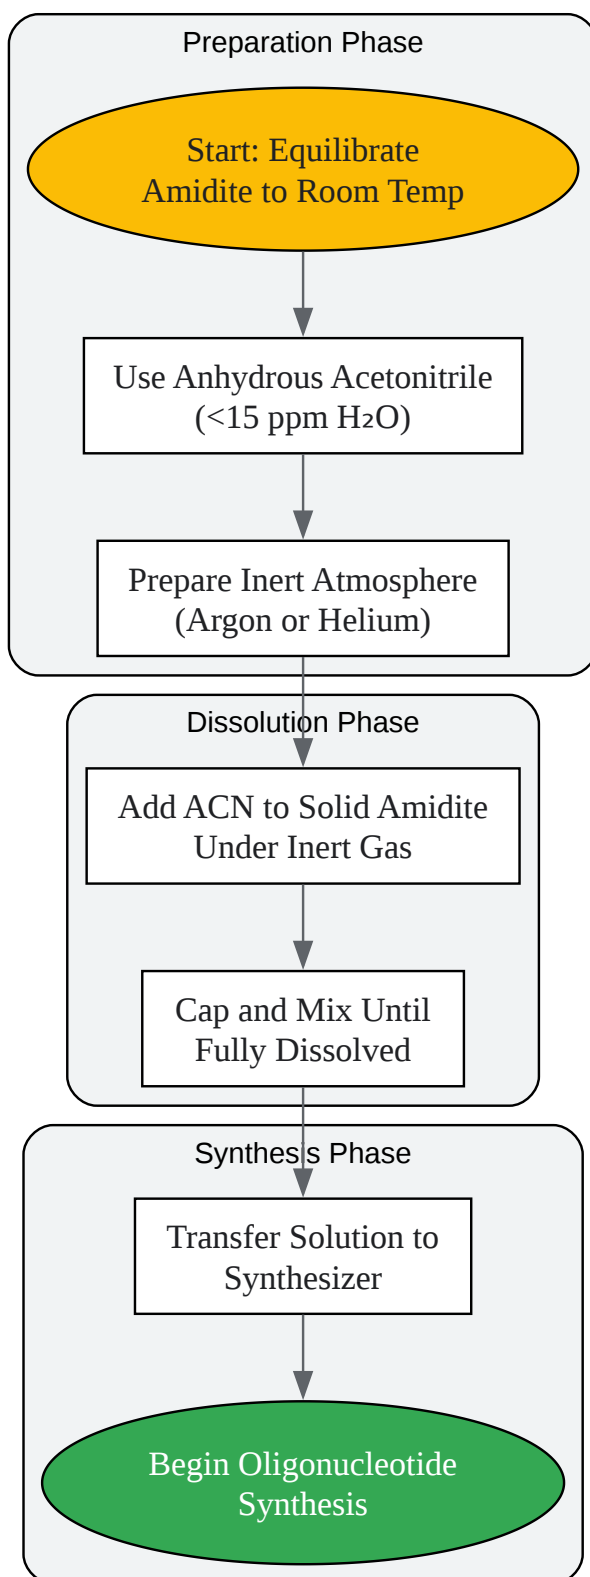 Preparation Phase
Start: Equilibrate
Amidite to Room Temp
Use Anhydrous Acetonitrile
(<15 ppm H₂O)
Prepare Inert Atmosphere
(Argon or Helium)
Dissolution Phase
Add ACN to Solid Amidite
Under Inert Gas
Cap and Mix Until
Fully Dissolved
Synthesis Phase
Transfer Solution to
Synthesizer
Begin Oligonucleotide
Synthesis